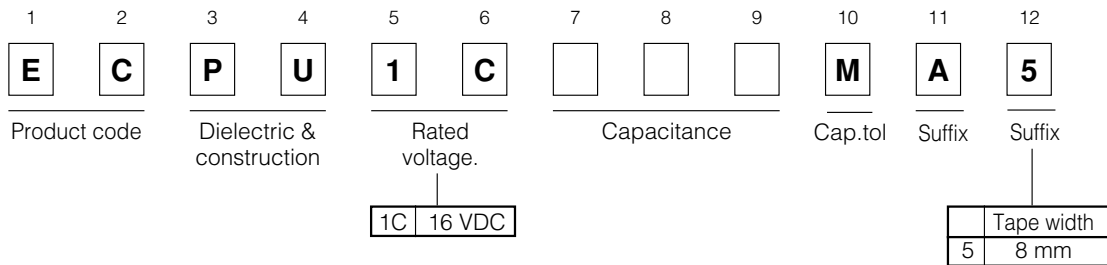 1 2 3 4 5 6 7 8 9 10 11 12
E C P U 1 C M A 5
Product code Dielectric & construction Rated voltage. Capacitance Cap.tol Suffix Suffix
1C 16 VDC
Tape width
5 8 mm